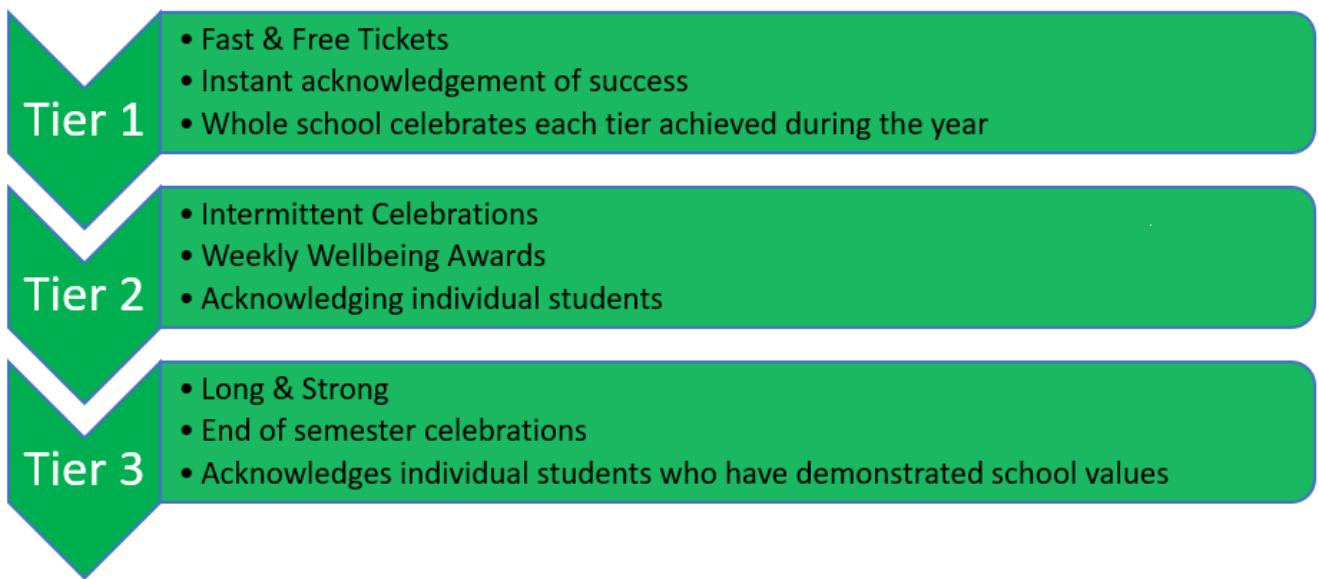 Tier 1
• Fast & Free Tickets
• Instant acknowledgement of success
• Whole school celebrates each tier achieved during the year
Tier 2
• Intermittent Celebrations
• Weekly Wellbeing Awards
• Acknowledging individual students
Tier 3
• Long & Strong
• End of semester celebrations
• Acknowledges individual students who have demonstrated school values